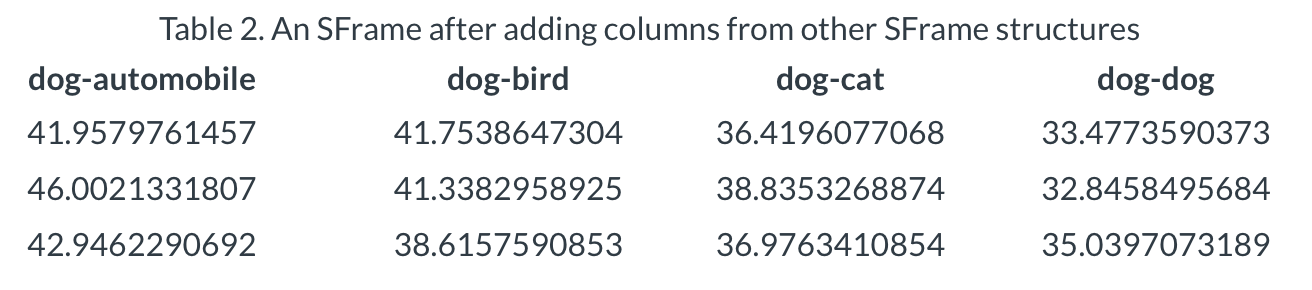 Table 2. An SFrame after adding columns from other SFrame structures
dog-automobile dog-bird dog-cat dog-dog
41.9579761457 41.7538647304 36.4196077068 33.4773590373
46.0021331807 41.3382958925 38.8353268874 32.8458495684
42.9462290692 38.6157590853 36.9763410854 35.0397073189